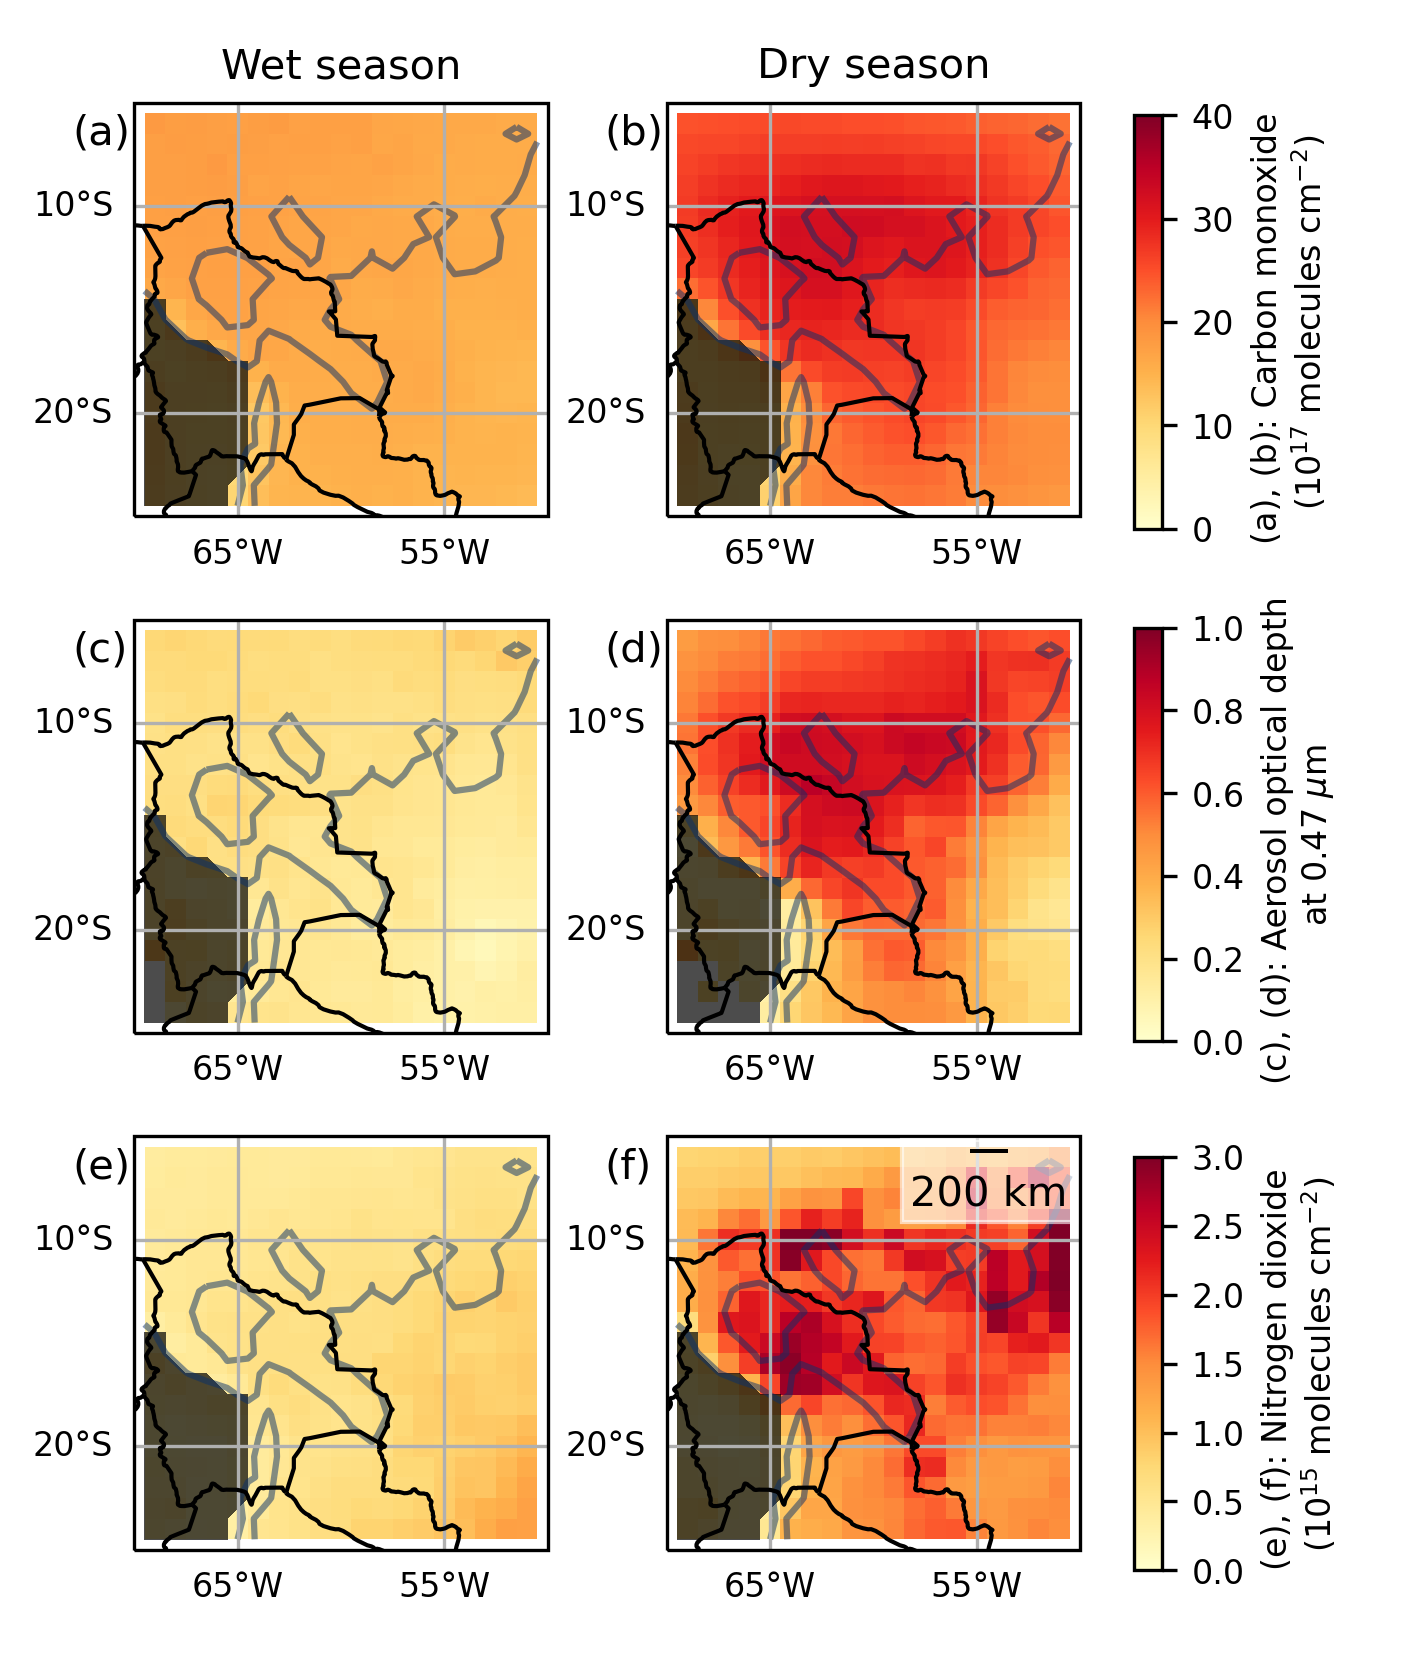 Wet season
Dry season
(a)
(b)
10°S
20°S
65°W
55°W
10°S
20°S
65°W
55°W
40
30
20
10
0
(a), (b): Carbon monoxide
(10¹⁷ molecules cm⁻²)
(c)
(d)
10°S
20°S
65°W
55°W
10°S
20°S
65°W
55°W
1.0
0.8
0.6
0.4
0.2
0.0
(c), (d): Aerosol optical depth
at 0.47 μm
(e)
(f)
10°S
20°S
65°W
55°W
200 km
10°S
20°S
65°W
55°W
3.0
2.5
2.0
1.5
1.0
0.5
0.0
(e), (f): Nitrogen dioxide
(10¹⁵ molecules cm⁻²)